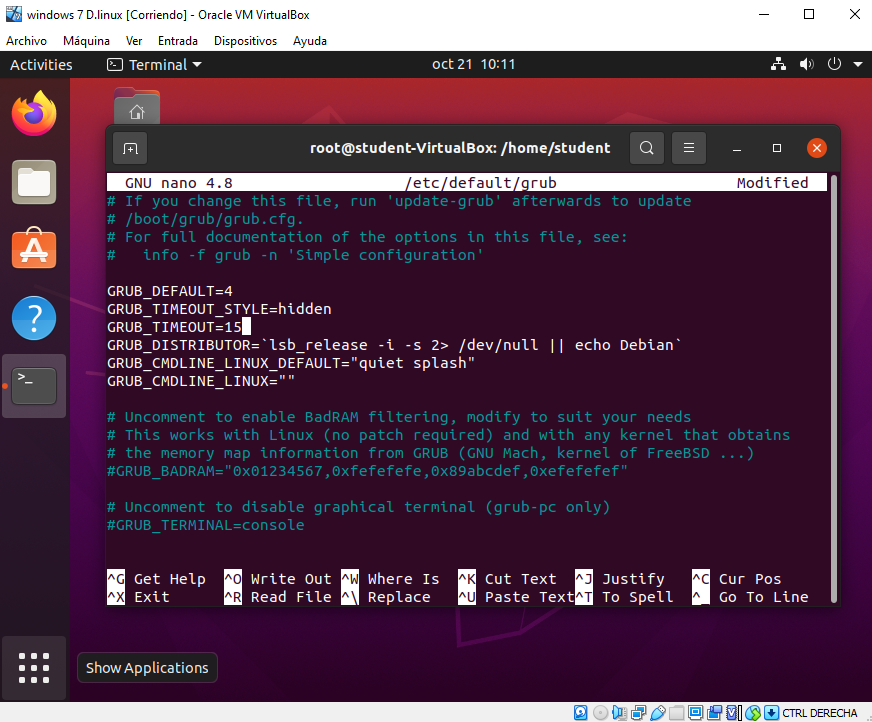 windows 7 D.linux [Corriendo] - Oracle VM VirtualBox
Archivo Máquina Ver Entrada Dispositivos Ayuda
Activities Terminal oct 21 10:11
root@student-VirtualBox: /home/student
GNU nano 4.8 /etc/default/grub Modified
# If you change this file, run 'update-grub' afterwards to update
# /boot/grub/grub.cfg.
# For full documentation of the options in this file, see:
#   info -f grub -n 'Simple configuration'
GRUB_DEFAULT=4
GRUB_TIMEOUT_STYLE=hidden
GRUB_TIMEOUT=15
GRUB_DISTRIBUTOR=`lsb_release -i -s 2> /dev/null || echo Debian`
GRUB_CMDLINE_LINUX_DEFAULT="quiet splash"
GRUB_CMDLINE_LINUX=""
# Uncomment to enable BadRAM filtering, modify to suit your needs
# This works with Linux (no patch required) and with any kernel that obtains
# the memory map information from GRUB (GNU Mach, kernel of FreeBSD ...)
#GRUB_BADRAM="0x01234567,0xfefefefe,0x89abcdef,0xefefefef"
# Uncomment to disable graphical terminal (grub-pc only)
#GRUB_TERMINAL=console
^G Get Help ^O Write Out ^W Where Is ^K Cut Text ^J Justify ^C Cur Pos
^X Exit ^R Read File ^\ Replace ^U Paste Text ^T To Spell ^_ Go To Line
Show Applications
CTRL DERECHA